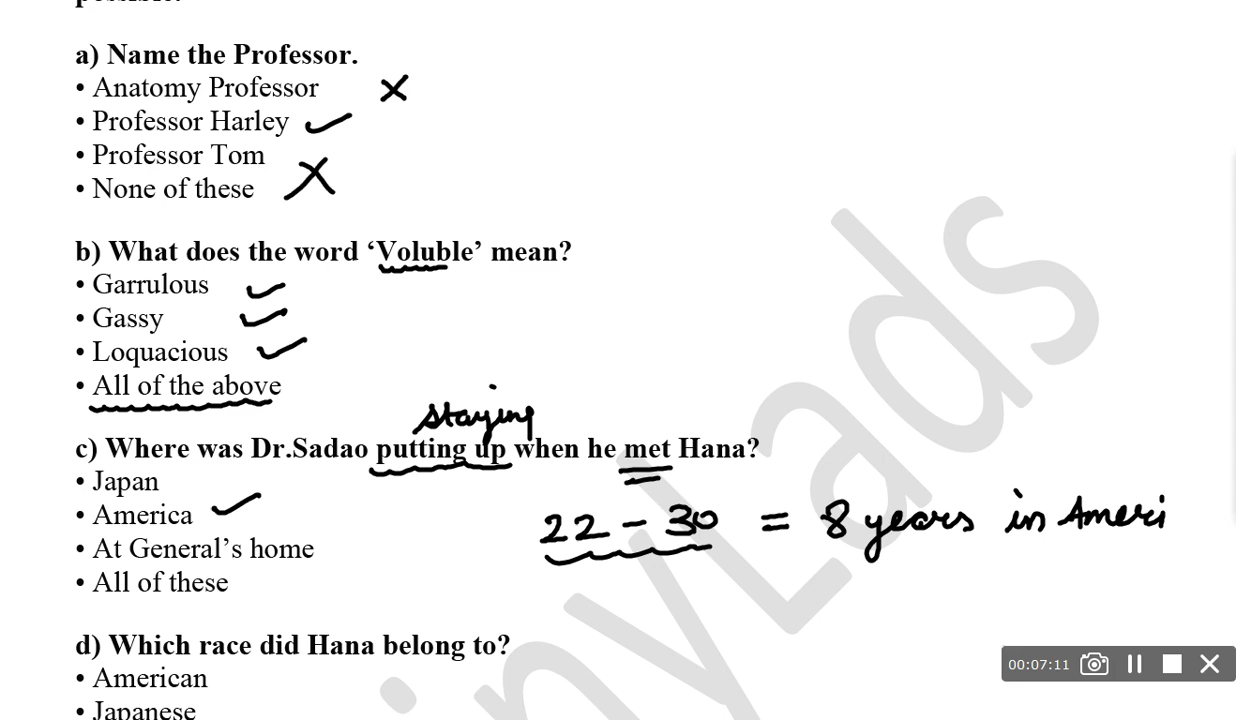 a) Name the Professor.
• Anatomy Professor
• Professor Harley
• Professor Tom
• None of these
b) What does the word ‘Voluble’ mean?
• Garrulous
• Gassy
• Loquacious
• All of the above
staying
c) Where was Dr.Sadao putting up when he met Hana?
• Japan
• America
22 – 30 = 8 years in Ameri
• At General’s home
• All of these
d) Which race did Hana belong to?
• American
• Japanese
00:07:11